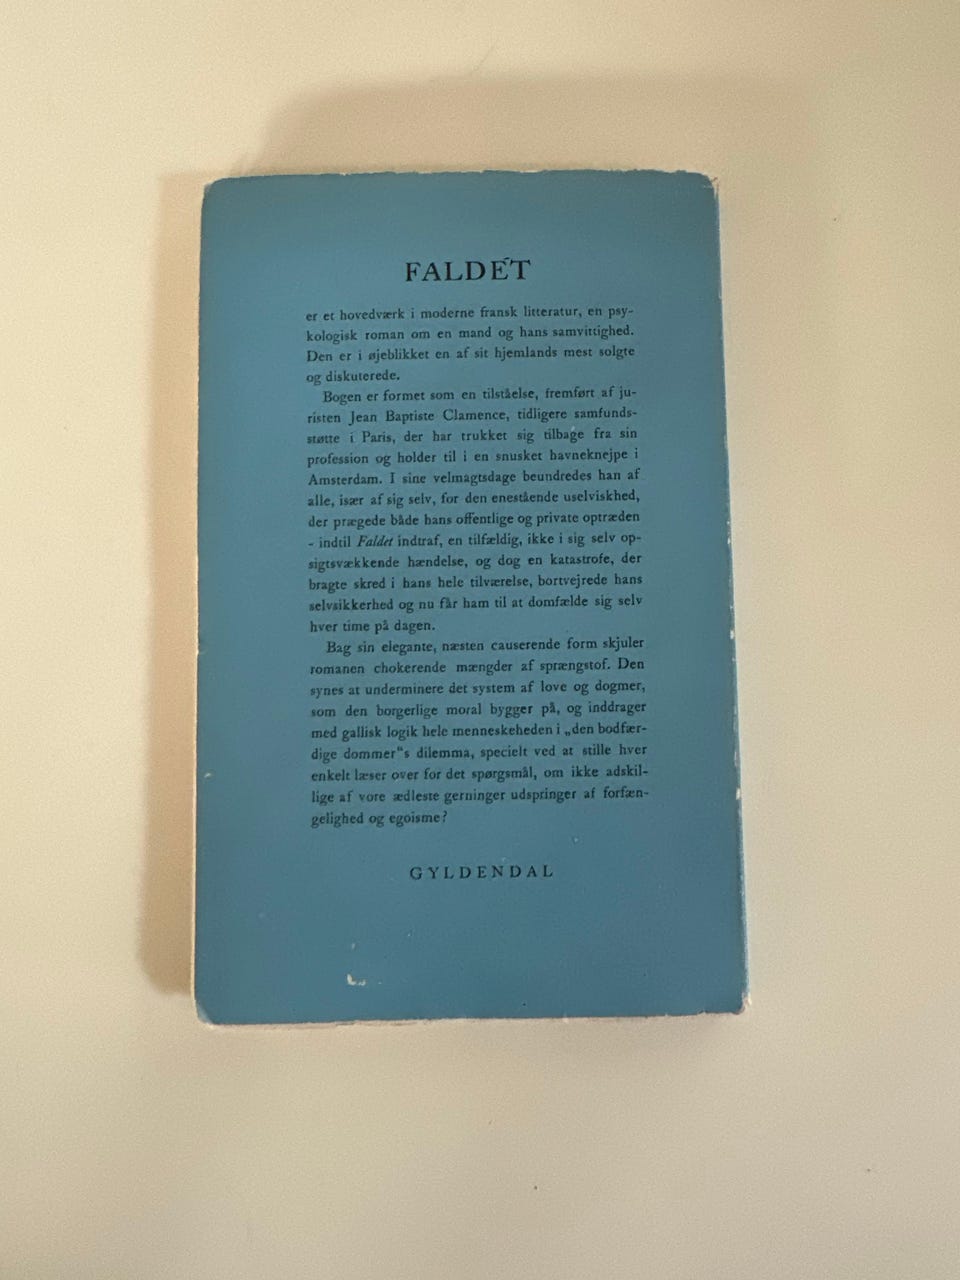 FALDET
er et hovedværk i moderne fransk litteratur, en psy-
kologisk roman om en mand og hans samvittighed.
Den er i øjeblikket en af sit hjemlands mest solgte
og diskuterede.
Bogen er formet som en tilståelse, fremført af ju-
risten Jean Baptiste Clamence, tidligere samfunds-
støtte i Paris, der har trukket sig tilbage fra sin
profession og holder til i en snusket havneknejpe i
Amsterdam. I sine velmagtsdage beundredes han af
alle, især af sig selv, for den enestående uselviskhed,
der prægede både hans offentlige og private optræden
- indtil Faldet indtraf, en tilfældig, ikke i sig selv op-
sigtsvækkende hændelse, og dog en katastrofe, der
bragte skred i hans hele tilværelse, bortvejrede hans
selvsikkerhed og nu får ham til at domfælde sig selv
hver time på dagen.
Bag sin elegante, næsten causerende form skjuler
romanen chokerende mængder af sprængstof. Den
synes at underminere det system af love og dogmer,
som den borgerlige moral bygger på, og inddrager
med gallisk logik hele menneskeheden i „den bodfær-
dige dommer“s dilemma, specielt ved at stille hver
enkelt læser over for det spørgsmål, om ikke adskil-
lige af vore ædleste gerninger udspringer af forfæn-
gelighed og egoisme?
GYLDENDAL